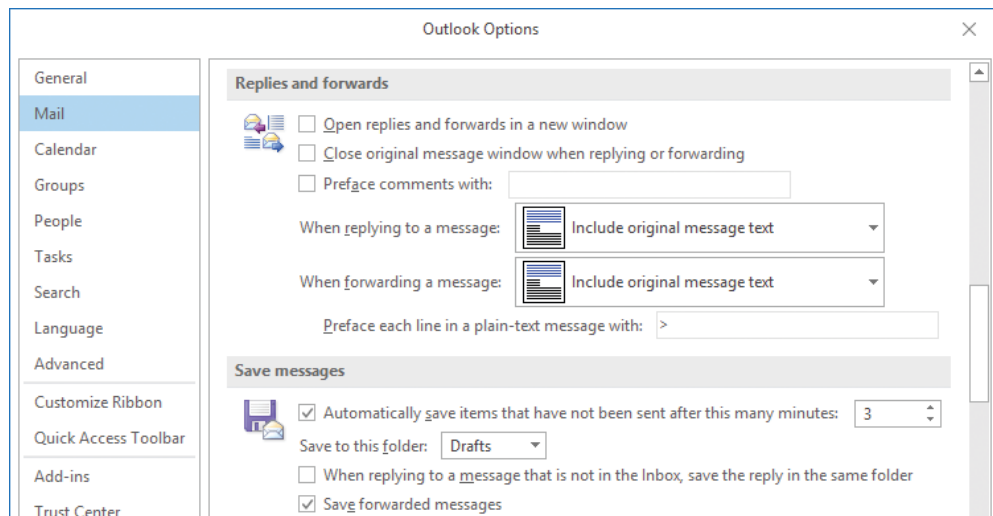 Outlook Options
General
Mail
Calendar
Groups
People
Tasks
Search
Language
Advanced
Customize Ribbon
Quick Access Toolbar
Add-ins
Trust Center
Replies and forwards
Open replies and forwards in a new window
Close original message window when replying or forwarding
Preface comments with:
When replying to a message: Include original message text
When forwarding a message: Include original message text
Preface each line in a plain-text message with: >
Save messages
Automatically save items that have not been sent after this many minutes: 3
Save to this folder: Drafts
When replying to a message that is not in the Inbox, save the reply in the same folder
Save forwarded messages